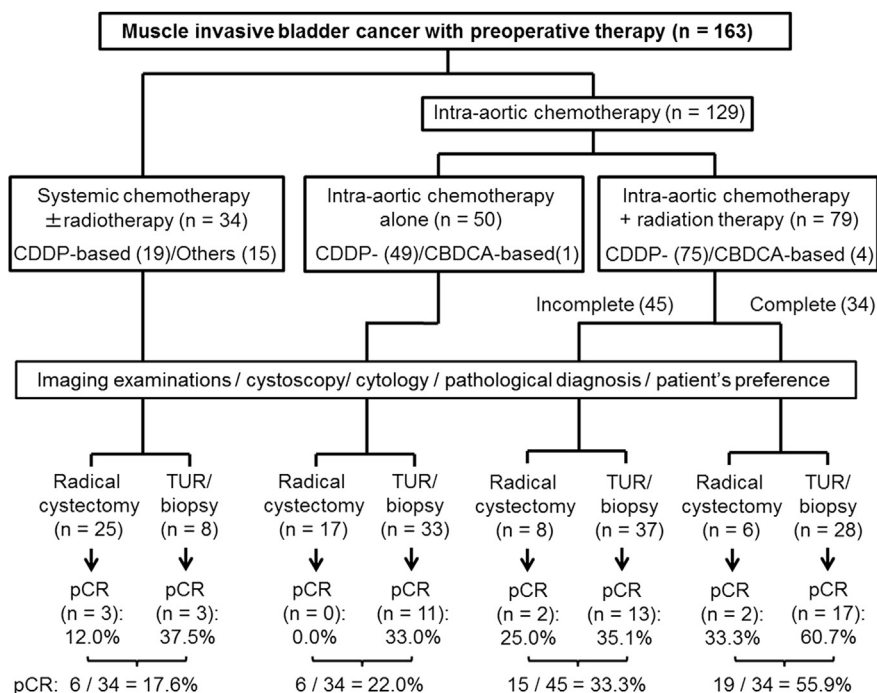 Muscle invasive bladder cancer with preoperative therapy (n = 163)
Intra-aortic chemotherapy (n = 129)
Systemic chemotherapy
±radiotherapy (n = 34)
CDDP-based (19)/Others (15)
Intra-aortic chemotherapy
alone (n = 50)
CDDP- (49)/CBDCA-based(1)
Intra-aortic chemotherapy
+ radiation therapy (n = 79)
CDDP- (75)/CBDCA-based (4)
Incomplete (45)
Complete (34)
Imaging examinations / cystoscopy/ cytology / pathological diagnosis / patient's preference
Radical
cystectomy
(n = 25)
TUR/
biopsy
(n = 8)
Radical
cystectomy
(n = 17)
TUR/
biopsy
(n = 33)
Radical
cystectomy
(n = 8)
TUR/
biopsy
(n = 37)
Radical
cystectomy
(n = 6)
TUR/
biopsy
(n = 28)
pCR
(n = 3):
12.0%
pCR
(n = 3):
37.5%
pCR
(n = 0):
0.0%
pCR
(n = 11):
33.0%
pCR
(n = 2):
25.0%
pCR
(n = 13):
35.1%
pCR
(n = 2):
33.3%
pCR
(n = 17):
60.7%
pCR: 6 / 34 = 17.6%
6 / 34 = 22.0%
15 / 45 = 33.3%
19 / 34 = 55.9%